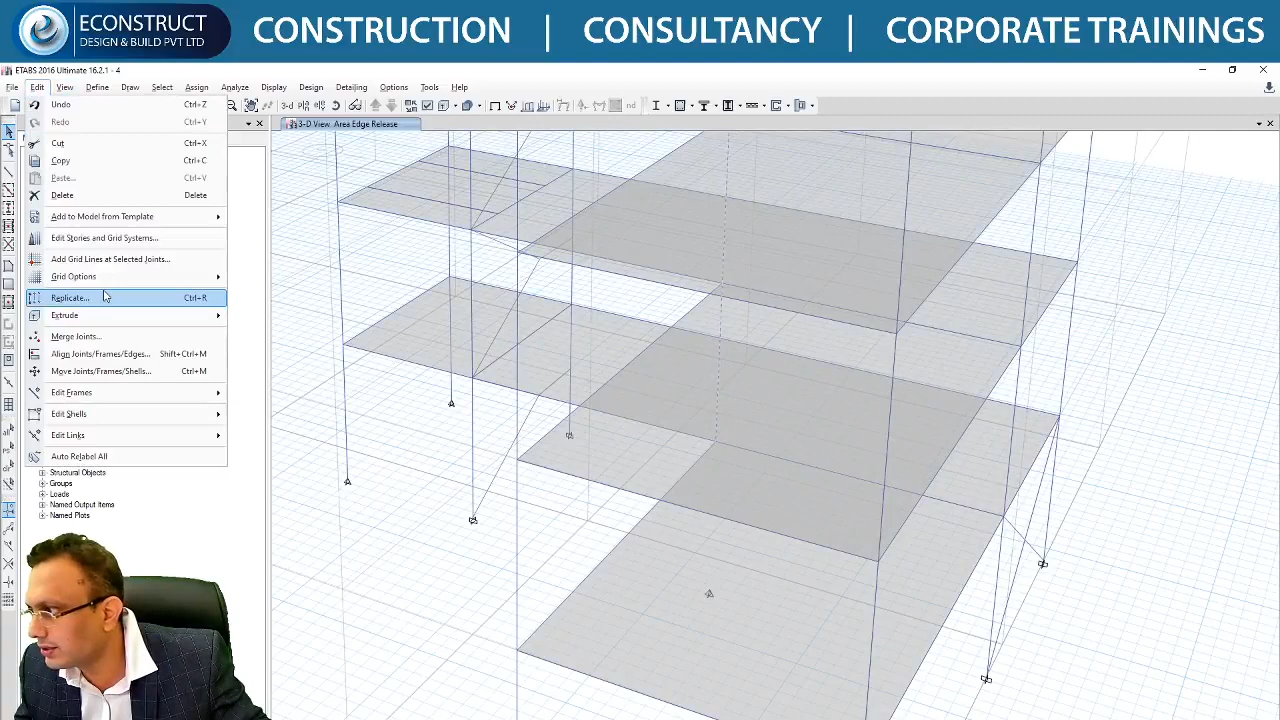 ECONSTRUCT
DESIGN & BUILD PVT LTD
CONSTRUCTION | CONSULTANCY | CORPORATE TRAININGS
ETABS 2016 Ultimate 16.2.1 - 4
File Edit View Define Draw Select Assign Analyze Display Design Detailing Options Tools Help
3-d
nd
3-D View Area Edge Release
Undo Ctrl+Z
Redo Ctrl+Y
Cut Ctrl+X
Copy Ctrl+C
Paste... Ctrl+V
Delete Delete
Add to Model from Template
Edit Stories and Grid Systems...
Add Grid Lines at Selected Joints...
Grid Options
Replicate... Ctrl+R
Extrude
Merge Joints...
Align Joints/Frames/Edges... Shift+Ctrl+M
Move Joints/Frames/Shells... Ctrl+M
Edit Frames
Edit Shells
Edit Links
Auto Relabel All
Structural Objects
Groups
Loads
Named Output Items
Named Plots